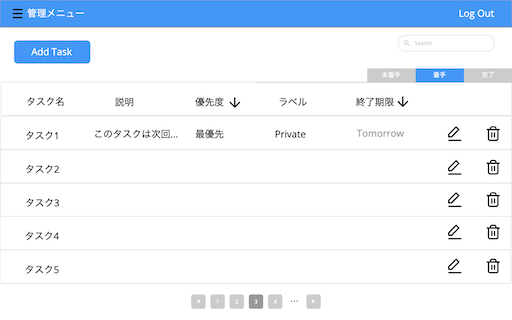 管理メニュー Log Out
Add Task
Search
未着手 着手 完了
タスク名 説明 優先度 ラベル 終了期限
タスク1 このタスクは次回... 最優先 Private Tomorrow
タスク2
タスク3
タスク4
タスク5
1 2 3 4 ...